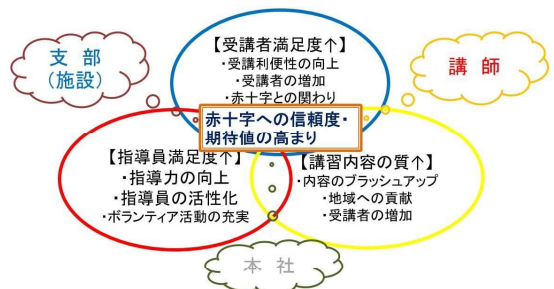 支 部
(施設)
【受講者満足度↑】
・受講利便性の向上
・受講者の増加
・赤十字との関わり
講 師
赤十字への信頼度・
期待値の高まり
【指導員満足度↑】
・指導力の向上
・指導員の活性化
・ボランティア活動の充実
【講習内容の質↑】
・内容のブラッシュアップ
・地域への貢献
・受講者の増加
本 社